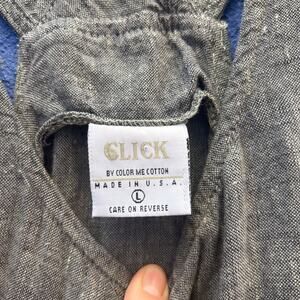 CLICK
BY COLOR ME COTTON
MADE IN U.S.A.
L
CARE ON REVERSE